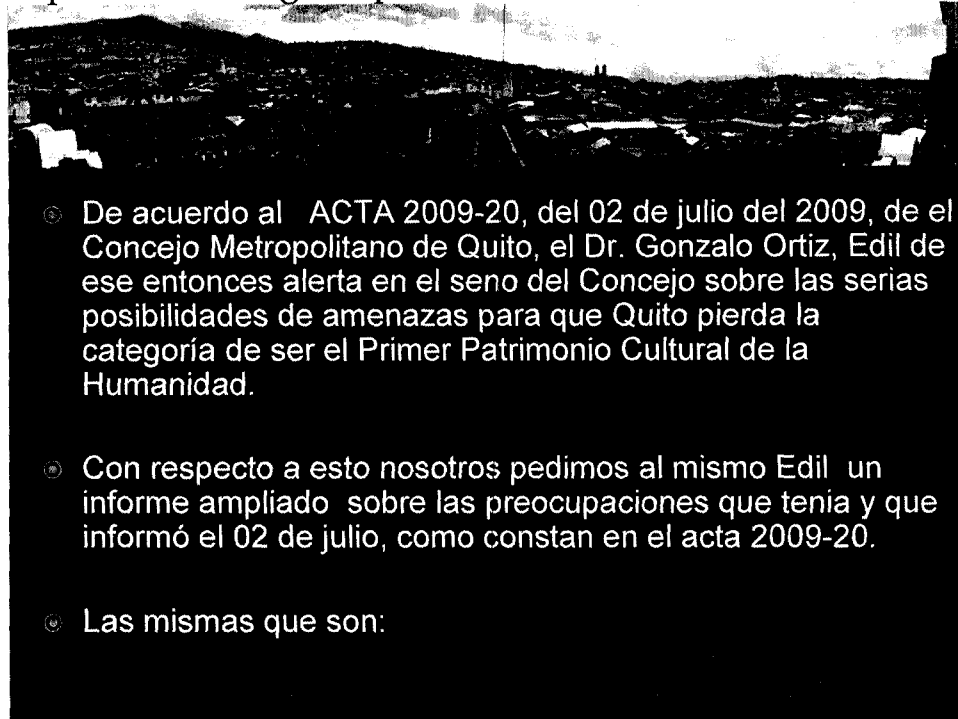 De acuerdo al ACTA 2009-20, del 02 de julio del 2009, de el
Concejo Metropolitano de Quito, el Dr. Gonzalo Ortiz, Edil de
ese entonces alerta en el seno del Concejo sobre las serias
posibilidades de amenazas para que Quito pierda la
categoría de ser el Primer Patrimonio Cultural de la
Humanidad.
Con respecto a esto nosotros pedimos al mismo Edil un
informe ampliado sobre las preocupaciones que tenia y que
informó el 02 de julio, como constan en el acta 2009-20.
Las mismas que son: